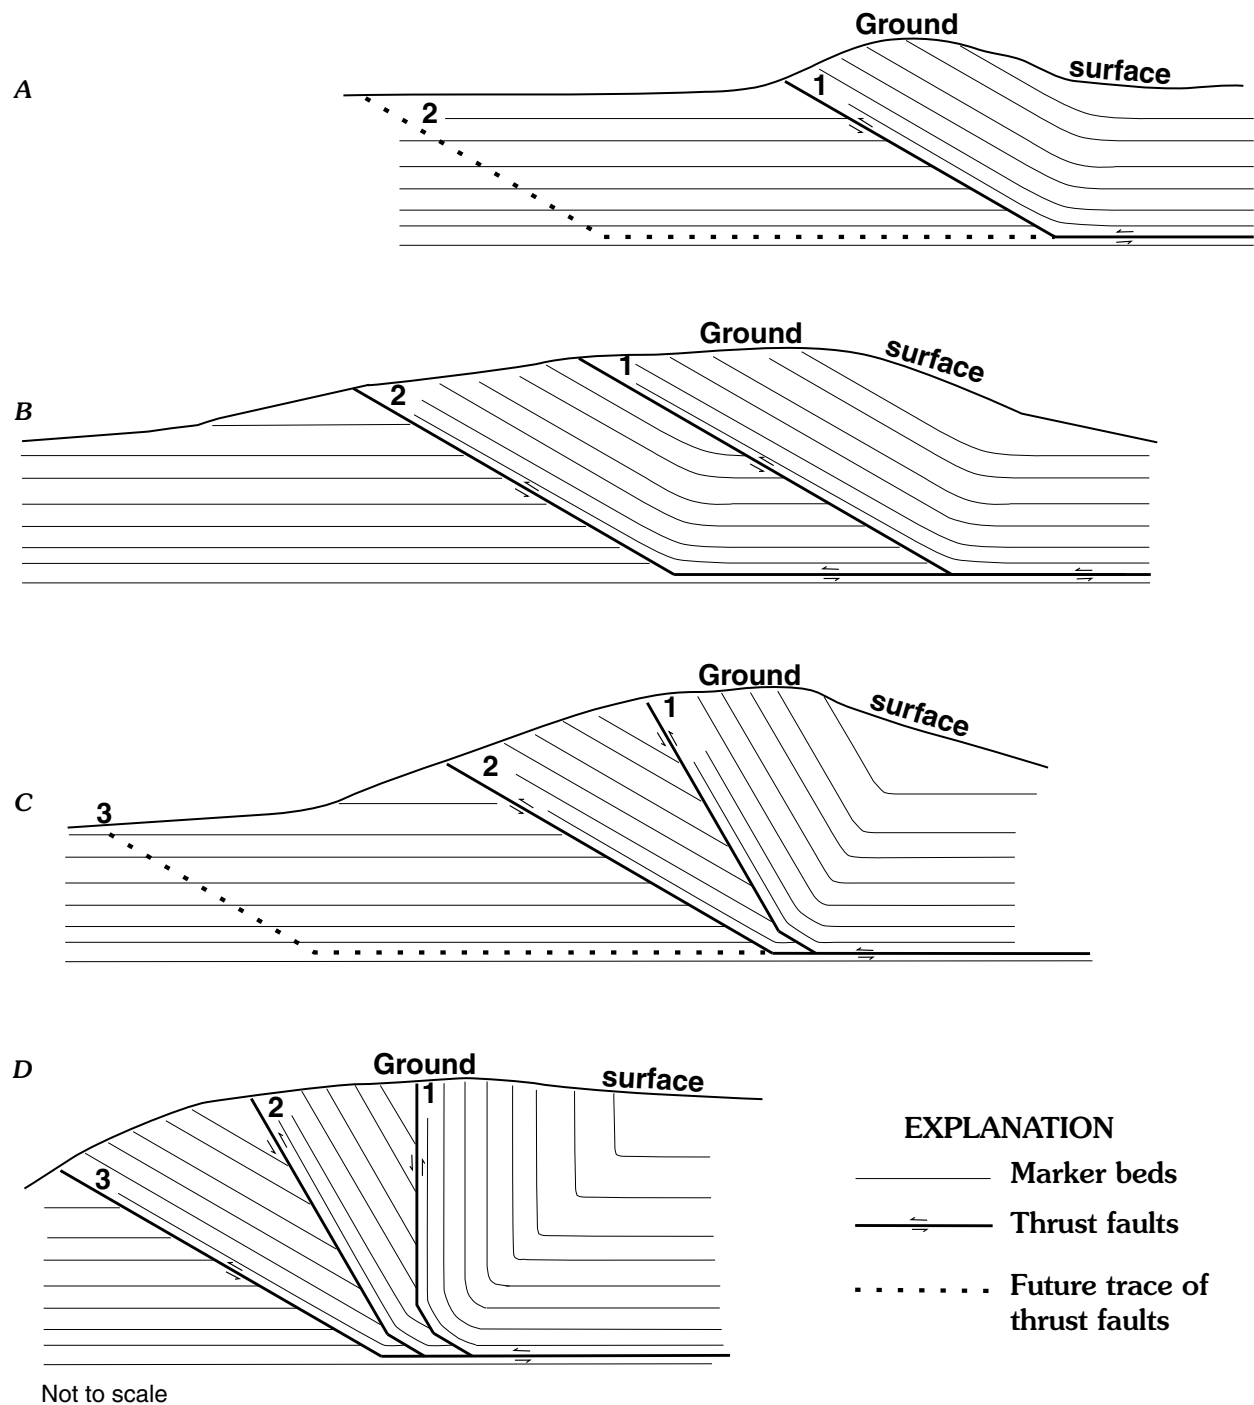 A
Ground
surface
1
2
B
Ground
surface
1
2
C
Ground
surface
1
2
3
D
Ground
surface
1
2
3
EXPLANATION
Marker beds
Thrust faults
Future trace of
thrust faults
Not to scale